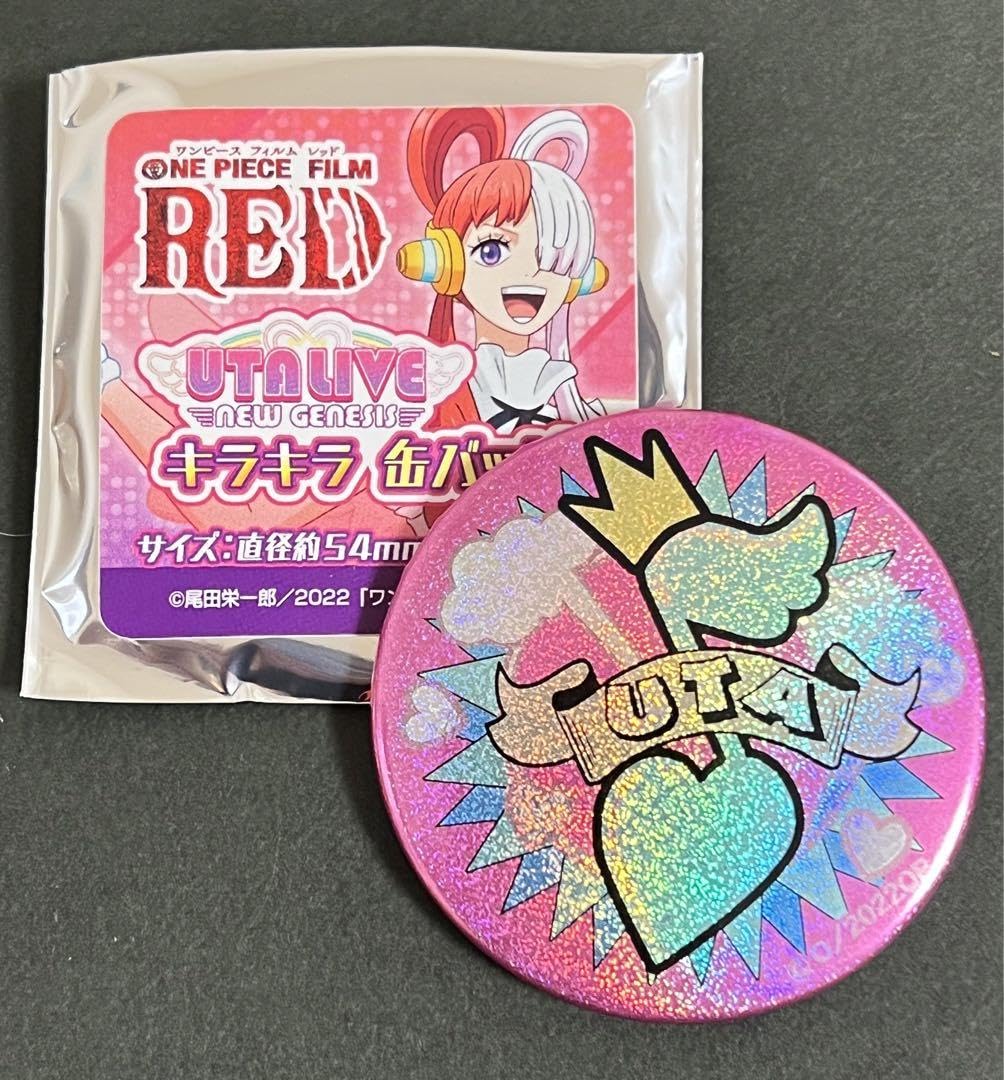 ワンピース フィルム レッド
ONE PIECE FILM
RED
UTA LIVE
NEW GENESIS
キラキラ 缶バッ
サイズ:直径約54mm
©尾田栄一郎/2022「ワン
UTA